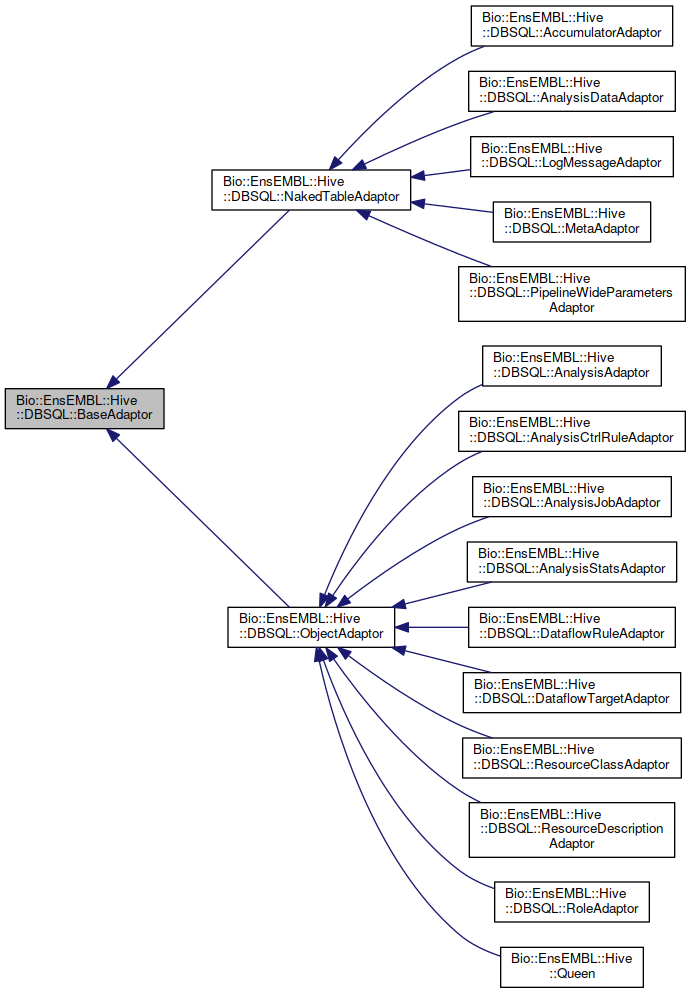 Bio::EnsEMBL::Hive
::DBSQL::AccumulatorAdaptor
Bio::EnsEMBL::Hive
::DBSQL::AnalysisDataAdaptor
Bio::EnsEMBL::Hive
::DBSQL::LogMessageAdaptor
Bio::EnsEMBL::Hive
::DBSQL::NakedTableAdaptor
Bio::EnsEMBL::Hive
::DBSQL::MetaAdaptor
Bio::EnsEMBL::Hive
::DBSQL::PipelineWideParameters
Adaptor
Bio::EnsEMBL::Hive
::DBSQL::AnalysisAdaptor
Bio::EnsEMBL::Hive
::DBSQL::BaseAdaptor
Bio::EnsEMBL::Hive
::DBSQL::AnalysisCtrlRuleAdaptor
Bio::EnsEMBL::Hive
::DBSQL::AnalysisJobAdaptor
Bio::EnsEMBL::Hive
::DBSQL::AnalysisStatsAdaptor
Bio::EnsEMBL::Hive
::DBSQL::ObjectAdaptor
Bio::EnsEMBL::Hive
::DBSQL::DataflowRuleAdaptor
Bio::EnsEMBL::Hive
::DBSQL::DataflowTargetAdaptor
Bio::EnsEMBL::Hive
::DBSQL::ResourceClassAdaptor
Bio::EnsEMBL::Hive
::DBSQL::ResourceDescription
Adaptor
Bio::EnsEMBL::Hive
::DBSQL::RoleAdaptor
Bio::EnsEMBL::Hive
::Queen